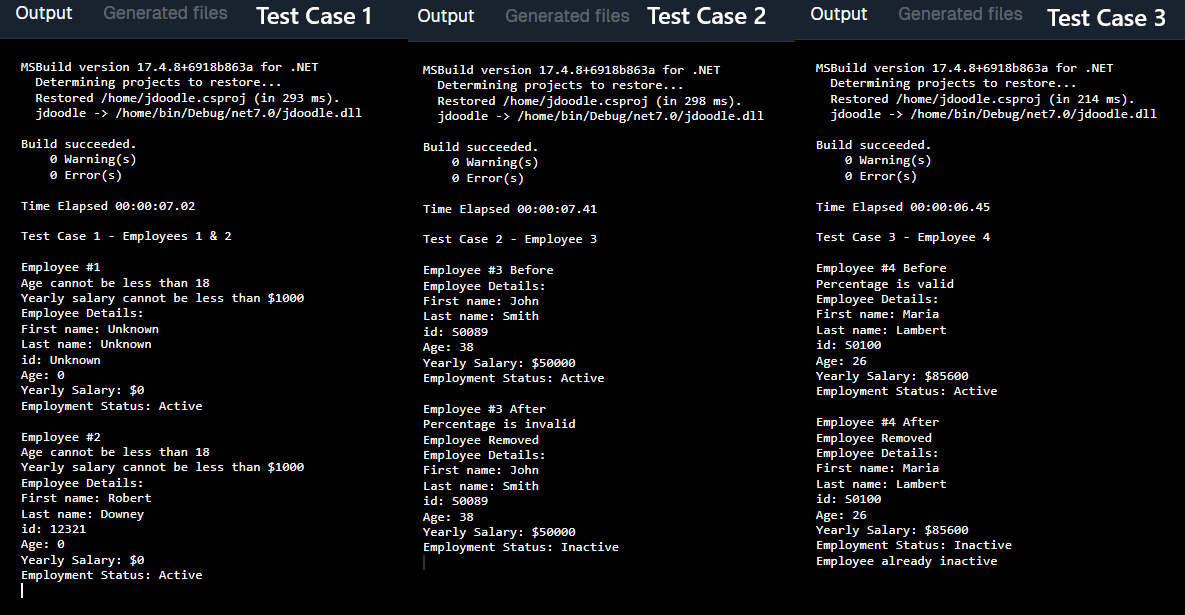 Output Generated files Test Case 1
MSBuild version 17.4.8+6918b863a for .NET
  Determining projects to restore...
  Restored /home/jdoodle.csproj (in 293 ms).
  jdoodle -> /home/bin/Debug/net7.0/jdoodle.dll
Build succeeded.
    0 Warning(s)
    0 Error(s)
Time Elapsed 00:00:07.02
Test Case 1 - Employees 1 & 2
Employee #1
Age cannot be less than 18
Yearly salary cannot be less than $1000
Employee Details:
First name: Unknown
Last name: Unknown
id: Unknown
Age: 0
Yearly Salary: $0
Employment Status: Active
Employee #2
Age cannot be less than 18
Yearly salary cannot be less than $1000
Employee Details:
First name: Robert
Last name: Downey
id: 12321
Age: 0
Yearly Salary: $0
Employment Status: Active
Output Generated files Test Case 2
MSBuild version 17.4.8+6918b863a for .NET
  Determining projects to restore...
  Restored /home/jdoodle.csproj (in 298 ms).
  jdoodle -> /home/bin/Debug/net7.0/jdoodle.dll
Build succeeded.
    0 Warning(s)
    0 Error(s)
Time Elapsed 00:00:07.41
Test Case 2 - Employee 3
Employee #3 Before
Employee Details:
First name: John
Last name: Smith
id: S0089
Age: 38
Yearly Salary: $50000
Employment Status: Active
Employee #3 After
Percentage is invalid
Employee Removed
Employee Details:
First name: John
Last name: Smith
id: S0089
Age: 38
Yearly Salary: $50000
Employment Status: Inactive
Output Generated files Test Case 3
MSBuild version 17.4.8+6918b863a for .NET
  Determining projects to restore...
  Restored /home/jdoodle.csproj (in 214 ms).
  jdoodle -> /home/bin/Debug/net7.0/jdoodle.dll
Build succeeded.
    0 Warning(s)
    0 Error(s)
Time Elapsed 00:00:06.45
Test Case 3 - Employee 4
Employee #4 Before
Percentage is valid
Employee Details:
First name: Maria
Last name: Lambert
id: S0100
Age: 26
Yearly Salary: $85600
Employment Status: Active
Employee #4 After
Employee Removed
Employee Details:
First name: Maria
Last name: Lambert
id: S0100
Age: 26
Yearly Salary: $85600
Employment Status: Inactive
Employee already inactive